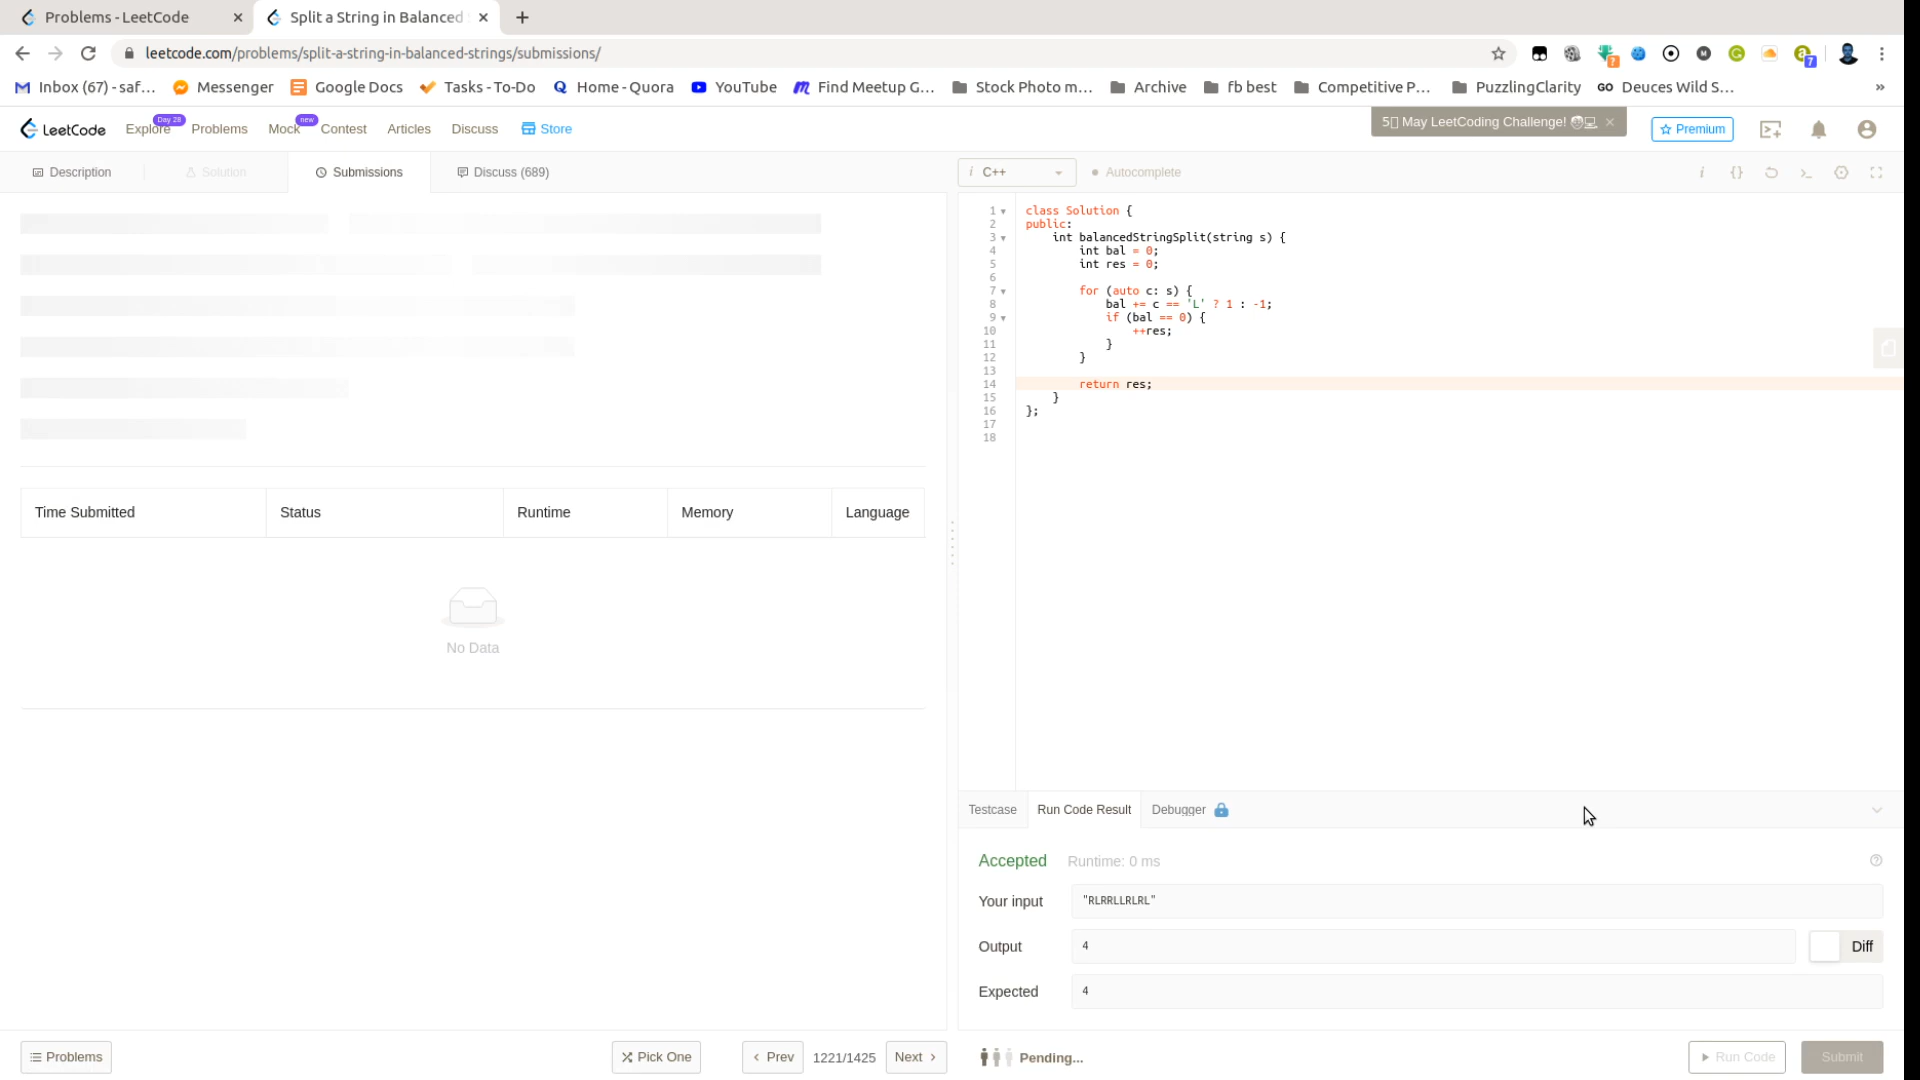 Problems - LeetCode
Split a String in Balanced
leetcode.com/problems/split-a-string-in-balanced-strings/submissions/
Inbox (67) - saf... Messenger Google Docs Tasks - To-Do Home - Quora YouTube Find Meetup G... Stock Photo m... Archive fb best Competitive P... PuzzlingClarity GO Deuces Wild S... »
LeetCode Explore Day 28 Problems Mock new Contest Articles Discuss Store
May LeetCoding Challenge!
Premium
Description Solution Submissions Discuss (689)
i C++ Autocomplete
1 class Solution {
2 public:
3 int balancedStringSplit(string s) {
4 int bal = 0;
5 int res = 0;
6
7 for (auto c: s) {
8 bal += c == 'L' ? 1 : -1;
9 if (bal == 0) {
10 ++res;
11 }
12 }
13
14 return res;
15 }
16 };
17
18
Time Submitted Status Runtime Memory Language
No Data
Testcase Run Code Result Debugger
Accepted Runtime: 0 ms
Your input "RLRRLLRLRL"
Output 4 Diff
Expected 4
Problems Pick One Prev 1221/1425 Next Pending... Run Code Submit